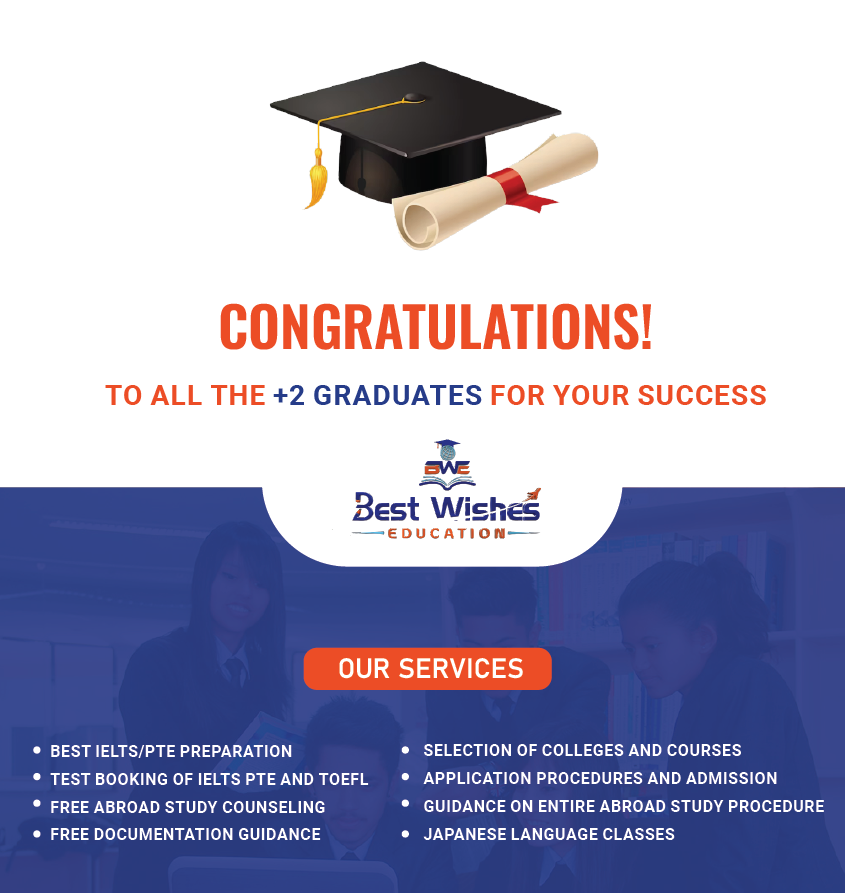 CONGRATULATIONS!
TO ALL THE +2 GRADUATES FOR YOUR SUCCESS
BWE
Best Wishes
EDUCATION
OUR SERVICES
BEST IELTS/PTE PREPARATION
TEST BOOKING OF IELTS PTE AND TOEFL
FREE ABROAD STUDY COUNSELING
FREE DOCUMENTATION GUIDANCE
SELECTION OF COLLEGES AND COURSES
APPLICATION PROCEDURES AND ADMISSION
GUIDANCE ON ENTIRE ABROAD STUDY PROCEDURE
JAPANESE LANGUAGE CLASSES